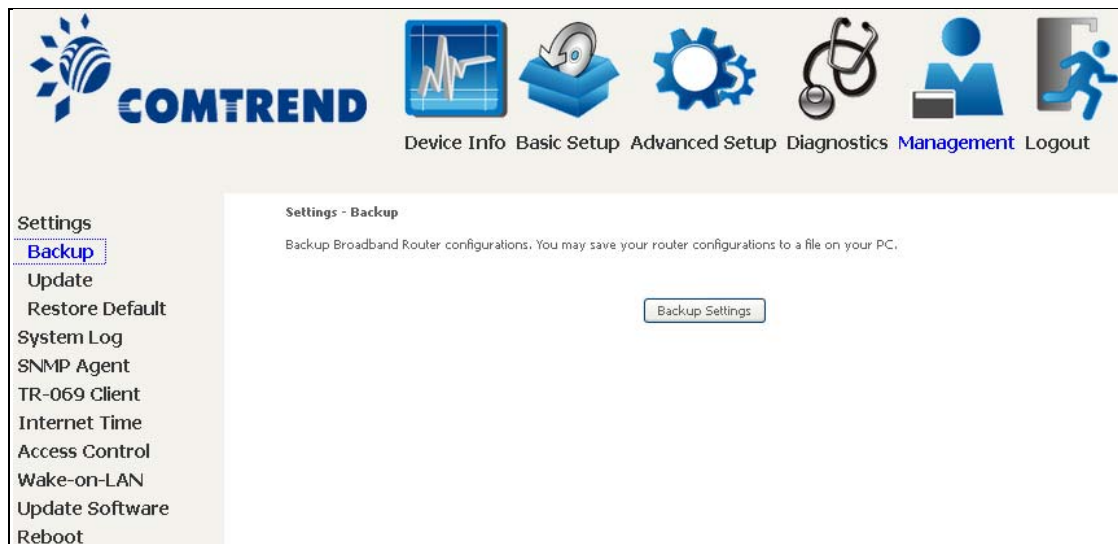 COMTREND
Device Info Basic Setup Advanced Setup Diagnostics Management Logout
Settings
Backup
Update
Restore Default
System Log
SNMP Agent
TR-069 Client
Internet Time
Access Control
Wake-on-LAN
Update Software
Reboot
Settings - Backup
Backup Broadband Router configurations. You may save your router configurations to a file on your PC.
Backup Settings